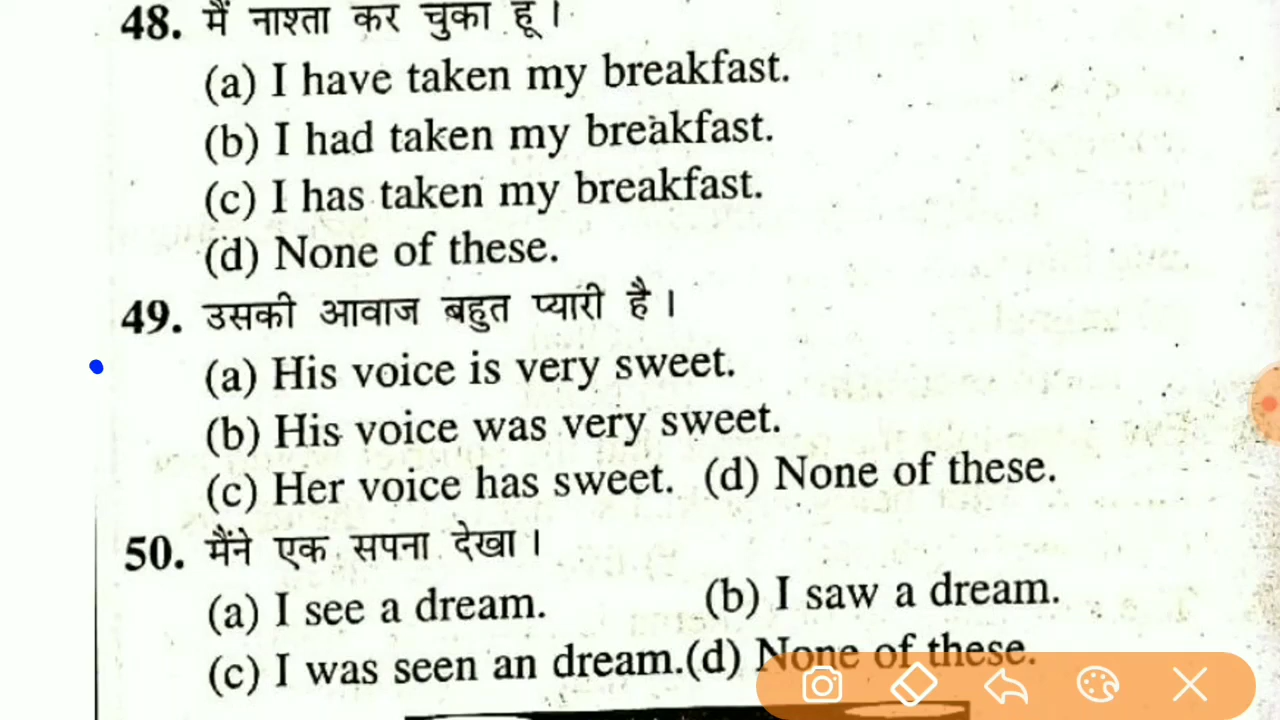 48. मैं नाश्ता कर चुका हूँ ।
(a) I have taken my breakfast.
(b) I had taken my breakfast.
(c) I has taken my breakfast.
(d) None of these.
49. उसकी आवाज बहुत प्यारी है ।
(a) His voice is very sweet.
(b) His voice was very sweet.
(c) Her voice has sweet. (d) None of these.
50. मैंने एक सपना देखा ।
(a) I see a dream. (b) I saw a dream.
(c) I was seen an dream.(d) None of these.